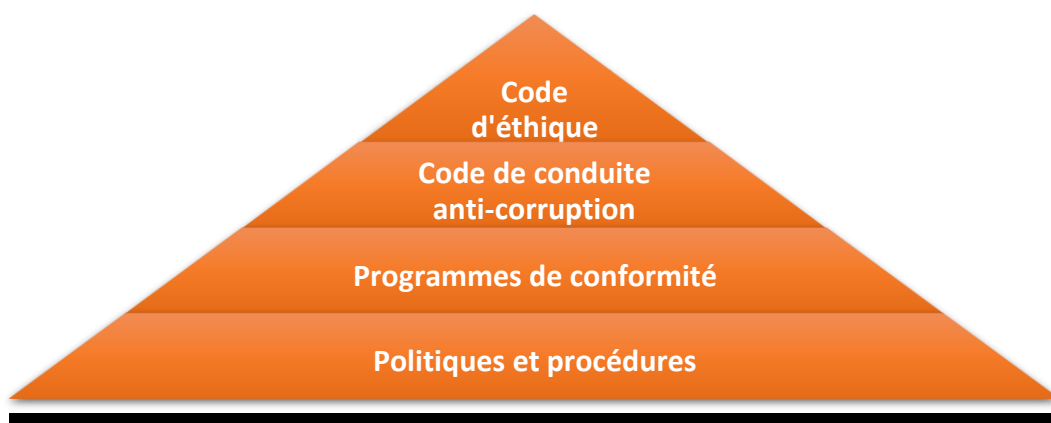 Code
d'éthique
Code de conduite
anti-corruption
Programmes de conformité
Politiques et procédures